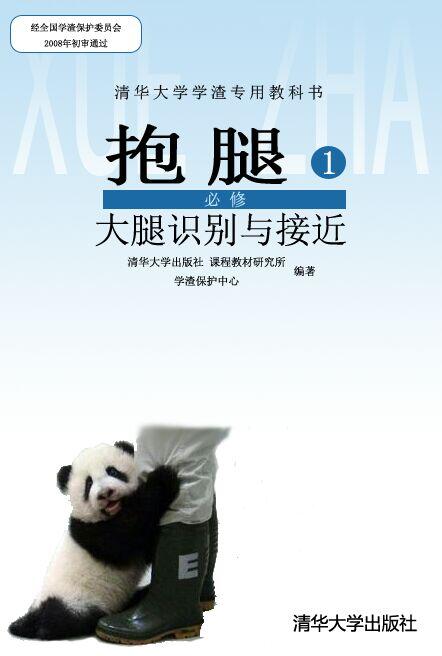 经全国学渣保护委员会
2008年初审通过
XUE ZHA
清华大学学渣专用教科书
抱腿 1
必修
大腿识别与接近
清华大学出版社 课程教材研究所
学渣保护中心
编著
E
清华大学出版社